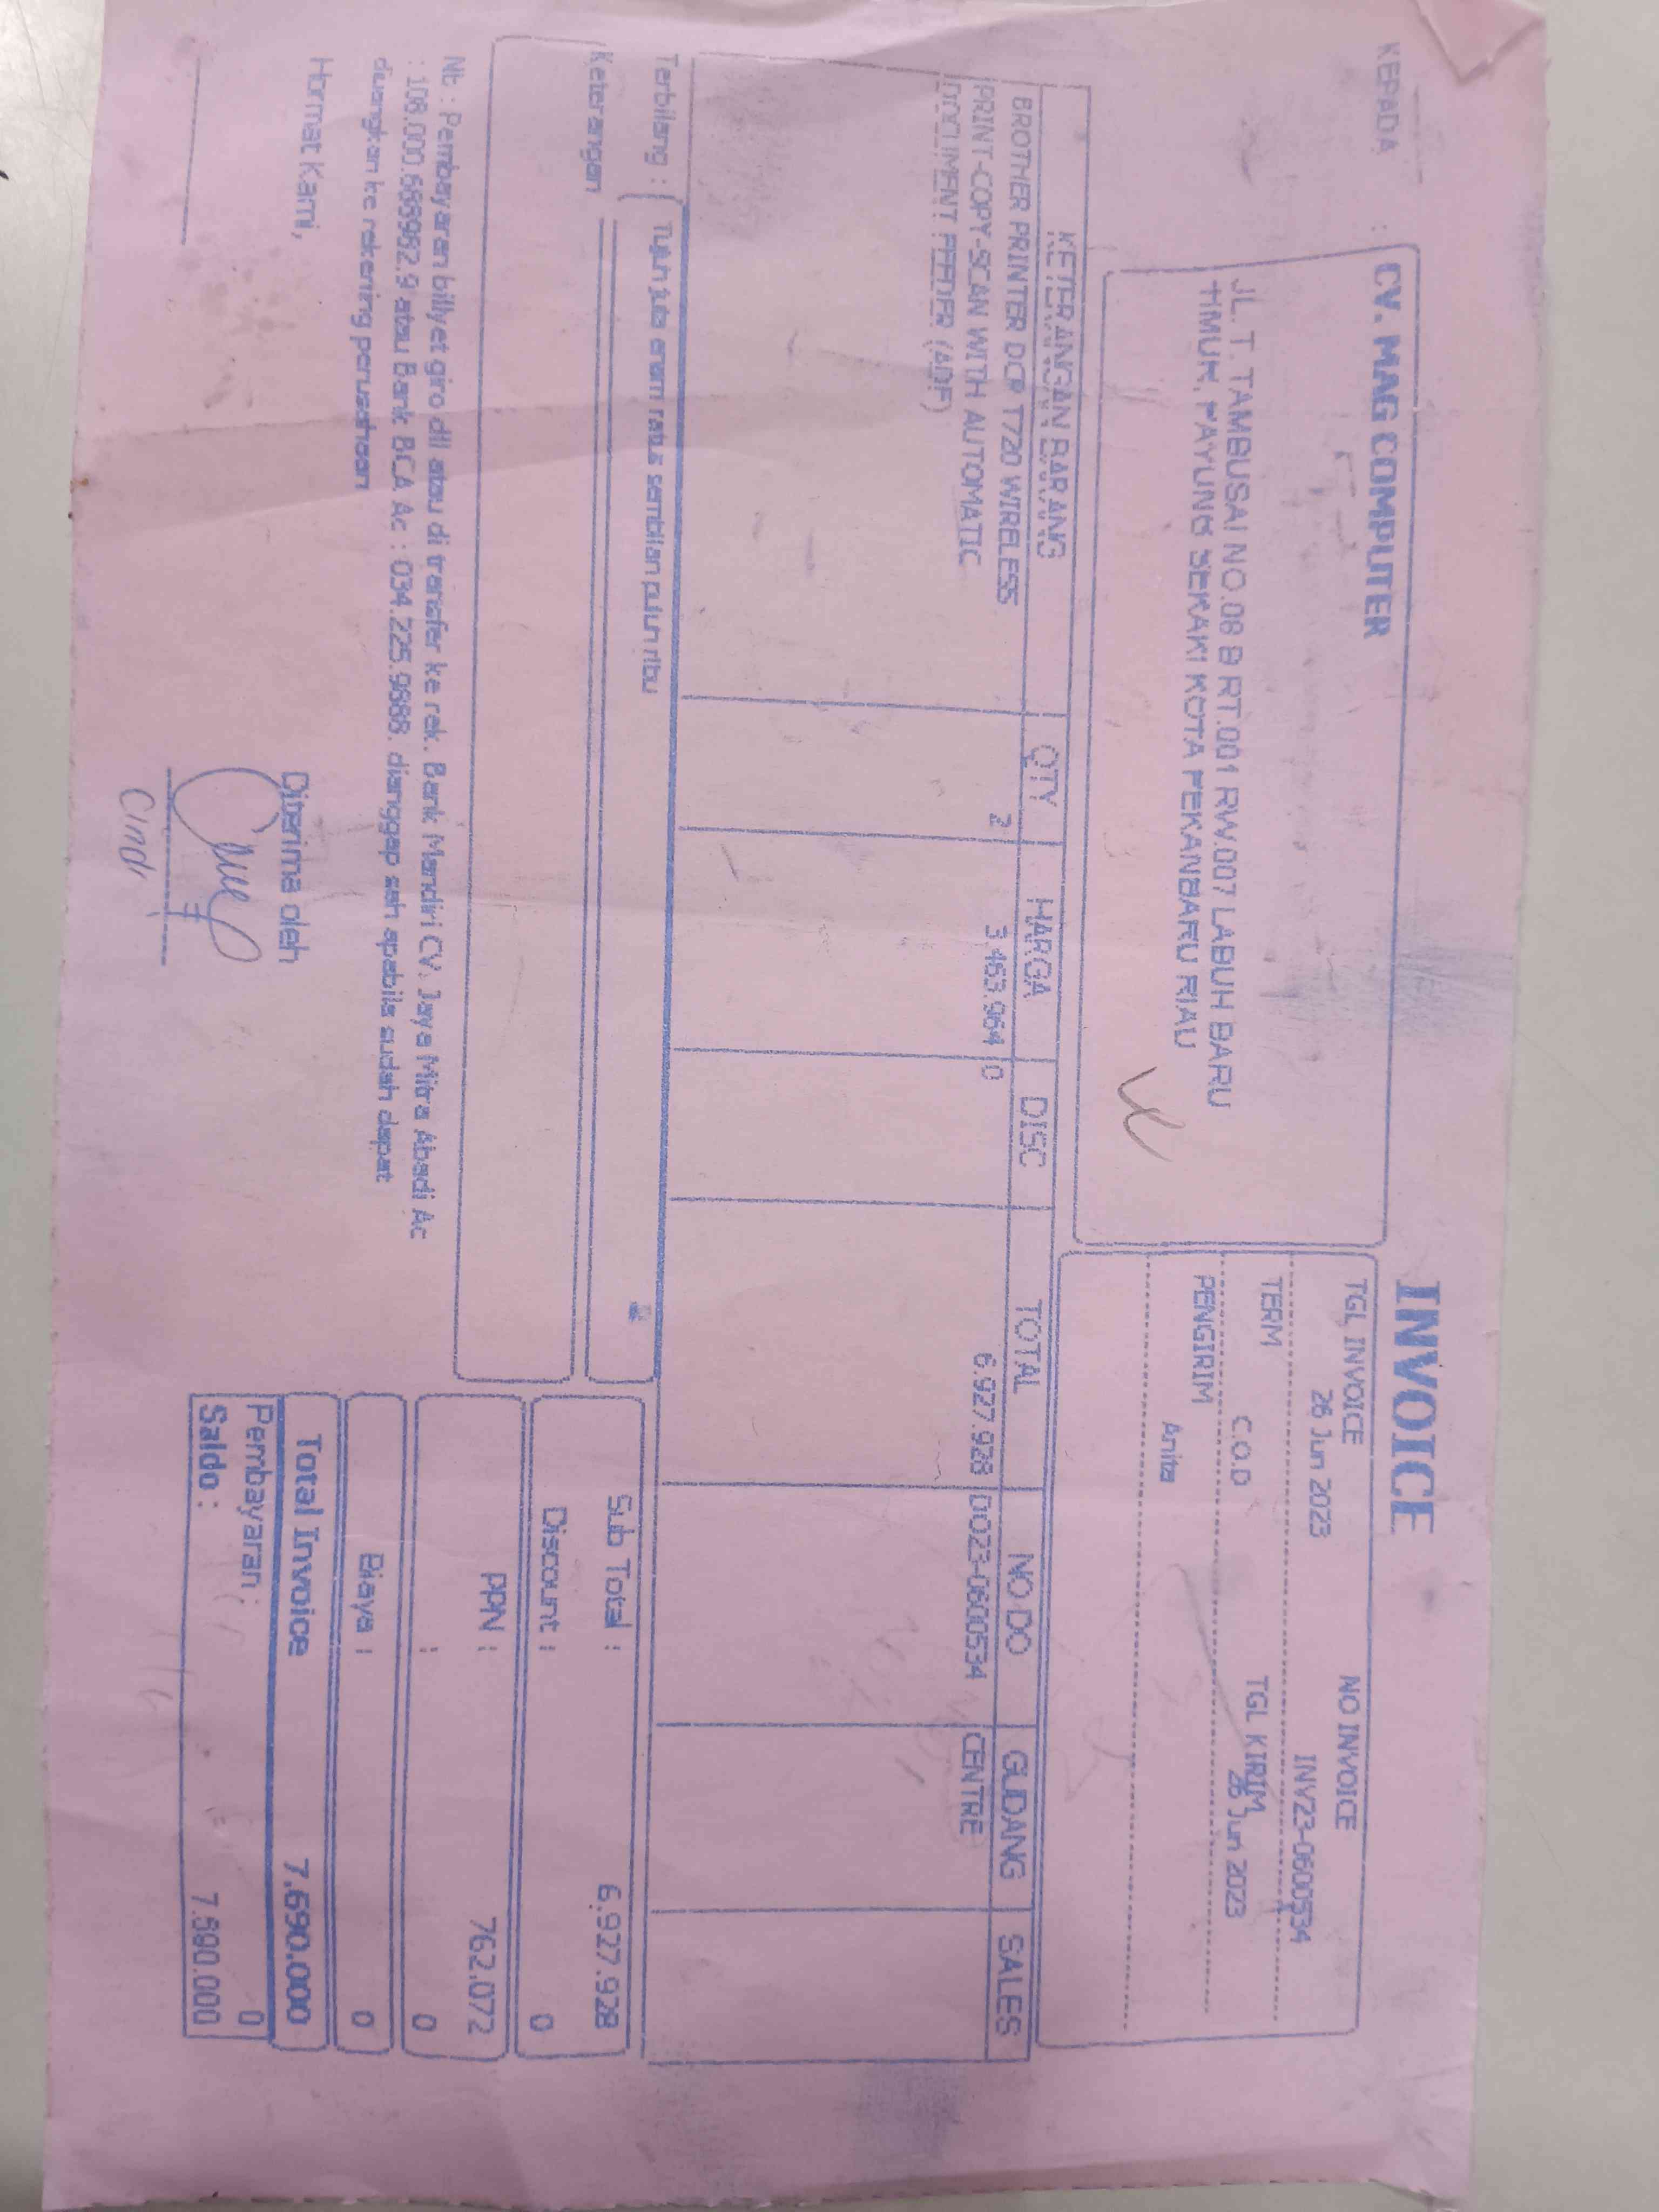 INVOICE
KEPADA :
CV. MAG COMPUTER
JL. T. TAMBUSAI NO.08 B RT.001 RW.007 LABUH BARU
TIMUR, PAYUNG SEKAKI KOTA PEKANBARU RIAU
TGL INVOICE NO INVOICE
26 Jun 2023 INV23-0600534
TERM TGL KIRIM
C.O.D 26 Jun 2023
PENGIRIM
Anita
KETERANGAN BARANG QTY HARGA DISC TOTAL NO DO GUDANG SALES
BROTHER PRINTER DCP T720 WIRELESS 2 3.463.964 0 6.927.928 DO23-0600534 CENTRE
PRINT-COPY-SCAN WITH AUTOMATIC
DOCUMENT FEEDER (ADF)
Terbilang : Tujuh juta enam ratus sembilan puluh ribu
Keterangan
Sub Total : 6.927.928
Discount : 0
PPN : 762.072
: 0
Biaya : 0
Total Invoice 7.690.000
Pembayaran : 0
Saldo : 7.690.000
Nb : Pembayaran billyet giro dll atau di transfer ke rek. Bank Mandiri CV. Jaya Mitra Abadi Ac
: 108.000.669982.9 atau Bank BCA Ac : 034.225.9888. dianggap sah apabila sudah dapat
diuangkan ke rekening perusahaan
Hormat Kami, Diterima oleh
Cindi